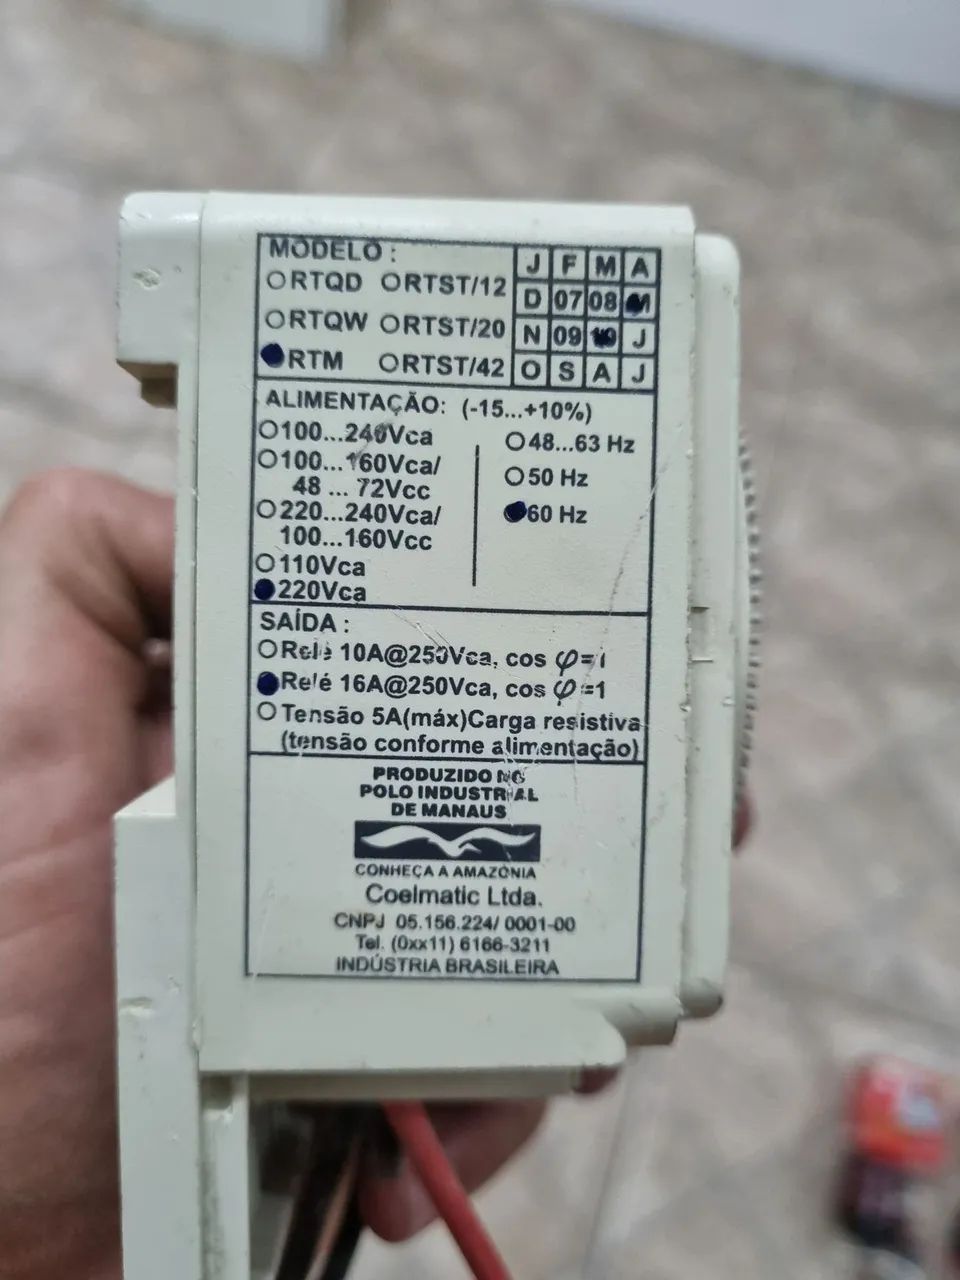 MODELO :
RTQD RTST/12
RTQW RTST/20
RTM RTST/42
J F M A
D 07 08 M
N 09 10 J
O S A J
ALIMENTAÇÃO: (-15...+10%)
100...240Vca
100...160Vca/
48 ... 72Vcc
220...240Vca/
100...160Vcc
110Vca
220Vca
48...63 Hz
50 Hz
60 Hz
SAÍDA :
Relé 10A@250Vca, cos φ=1
Relé 16A@250Vca, cos φ=1
Tensão 5A(máx)Carga resistiva
(tensão conforme alimentação)
PRODUZIDO NO
POLO INDUSTRIAL
DE MANAUS
CONHEÇA A AMAZÔNIA
Coelmatic Ltda.
CNPJ 05.156.224/ 0001-00
Tel. (0xx11) 6166-3211
INDÚSTRIA BRASILEIRA